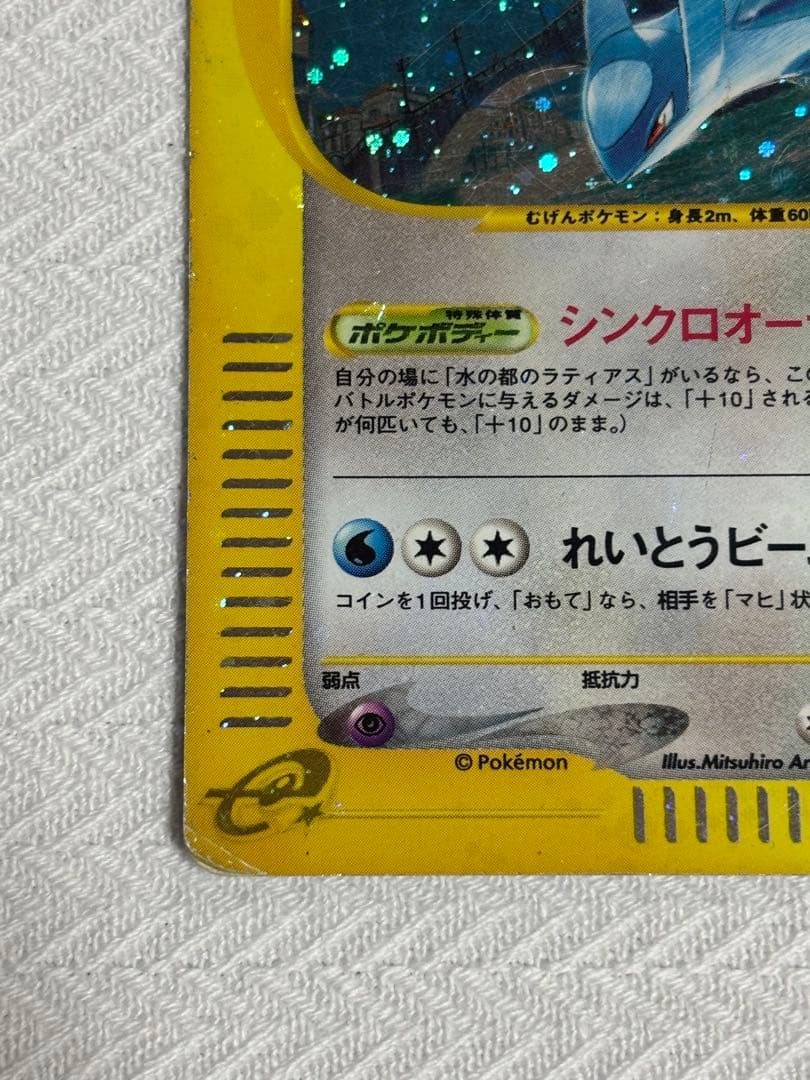 むげんポケモン：身長2m、体重60
特殊体質
ポケボディー
シンクロオー
自分の場に「水の都のラティアス」がいるなら、この
バトルポケモンに与えるダメージは、「＋10」される
が何匹いても、「＋10」のまま。）
れいとうビーム
コインを1回投げ、「おもて」なら、相手を「マヒ」状
弱点
抵抗力
© Pokémon
Illus.Mitsuhiro Ar
e